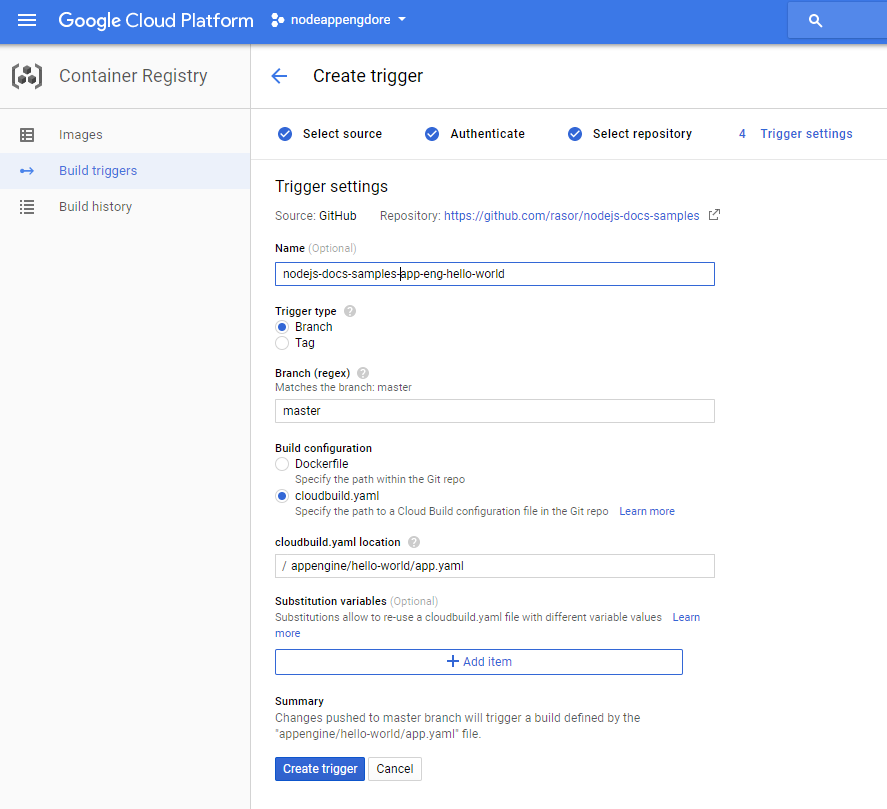 Google Cloud Platform nodeappengdore
Container Registry
Create trigger
Images
Build triggers
Build history
Select source Authenticate Select repository 4 Trigger settings
Trigger settings
Source: GitHub Repository: https://github.com/rasor/nodejs-docs-samples
Name (Optional)
nodejs-docs-samples-app-eng-hello-world
Trigger type ?
Branch
Tag
Branch (regex) ?
Matches the branch: master
master
Build configuration
Dockerfile
Specify the path within the Git repo
cloudbuild.yaml
Specify the path to a Cloud Build configuration file in the Git repo Learn more
cloudbuild.yaml location ?
/ appengine/hello-world/app.yaml
Substitution variables (Optional)
Substitutions allow to re-use a cloudbuild.yaml file with different variable values Learn
more
+ Add item
Summary
Changes pushed to master branch will trigger a build defined by the
"appengine/hello-world/app.yaml" file.
Create trigger Cancel